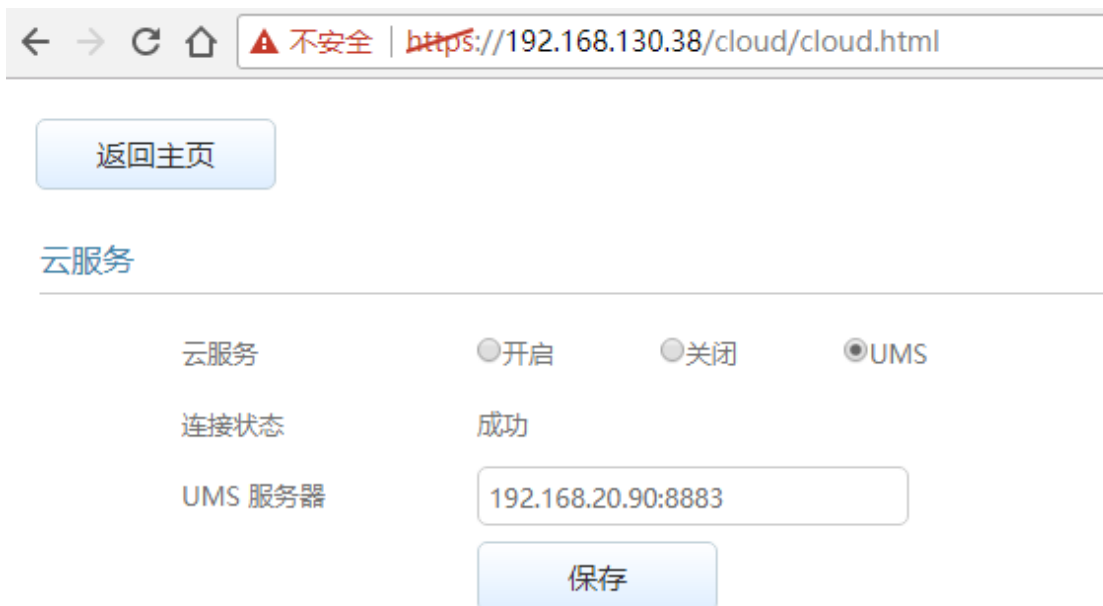 不安全 | https://192.168.130.38/cloud/cloud.html
返回主页
云服务
云服务 开启 关闭 UMS
连接状态 成功
UMS 服务器 192.168.20.90:8883
保存